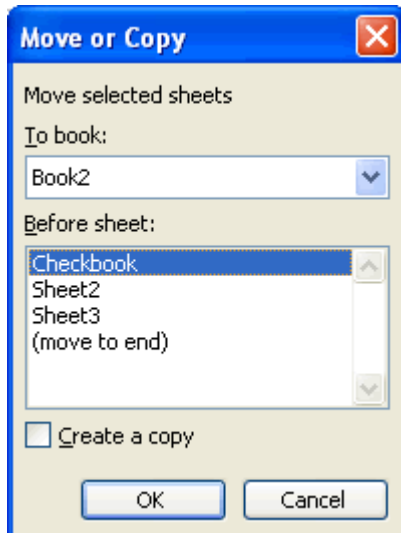 Move or Copy
Move selected sheets
To book:
Book2
Before sheet:
Checkbook
Sheet2
Sheet3
(move to end)
Create a copy
OK Cancel